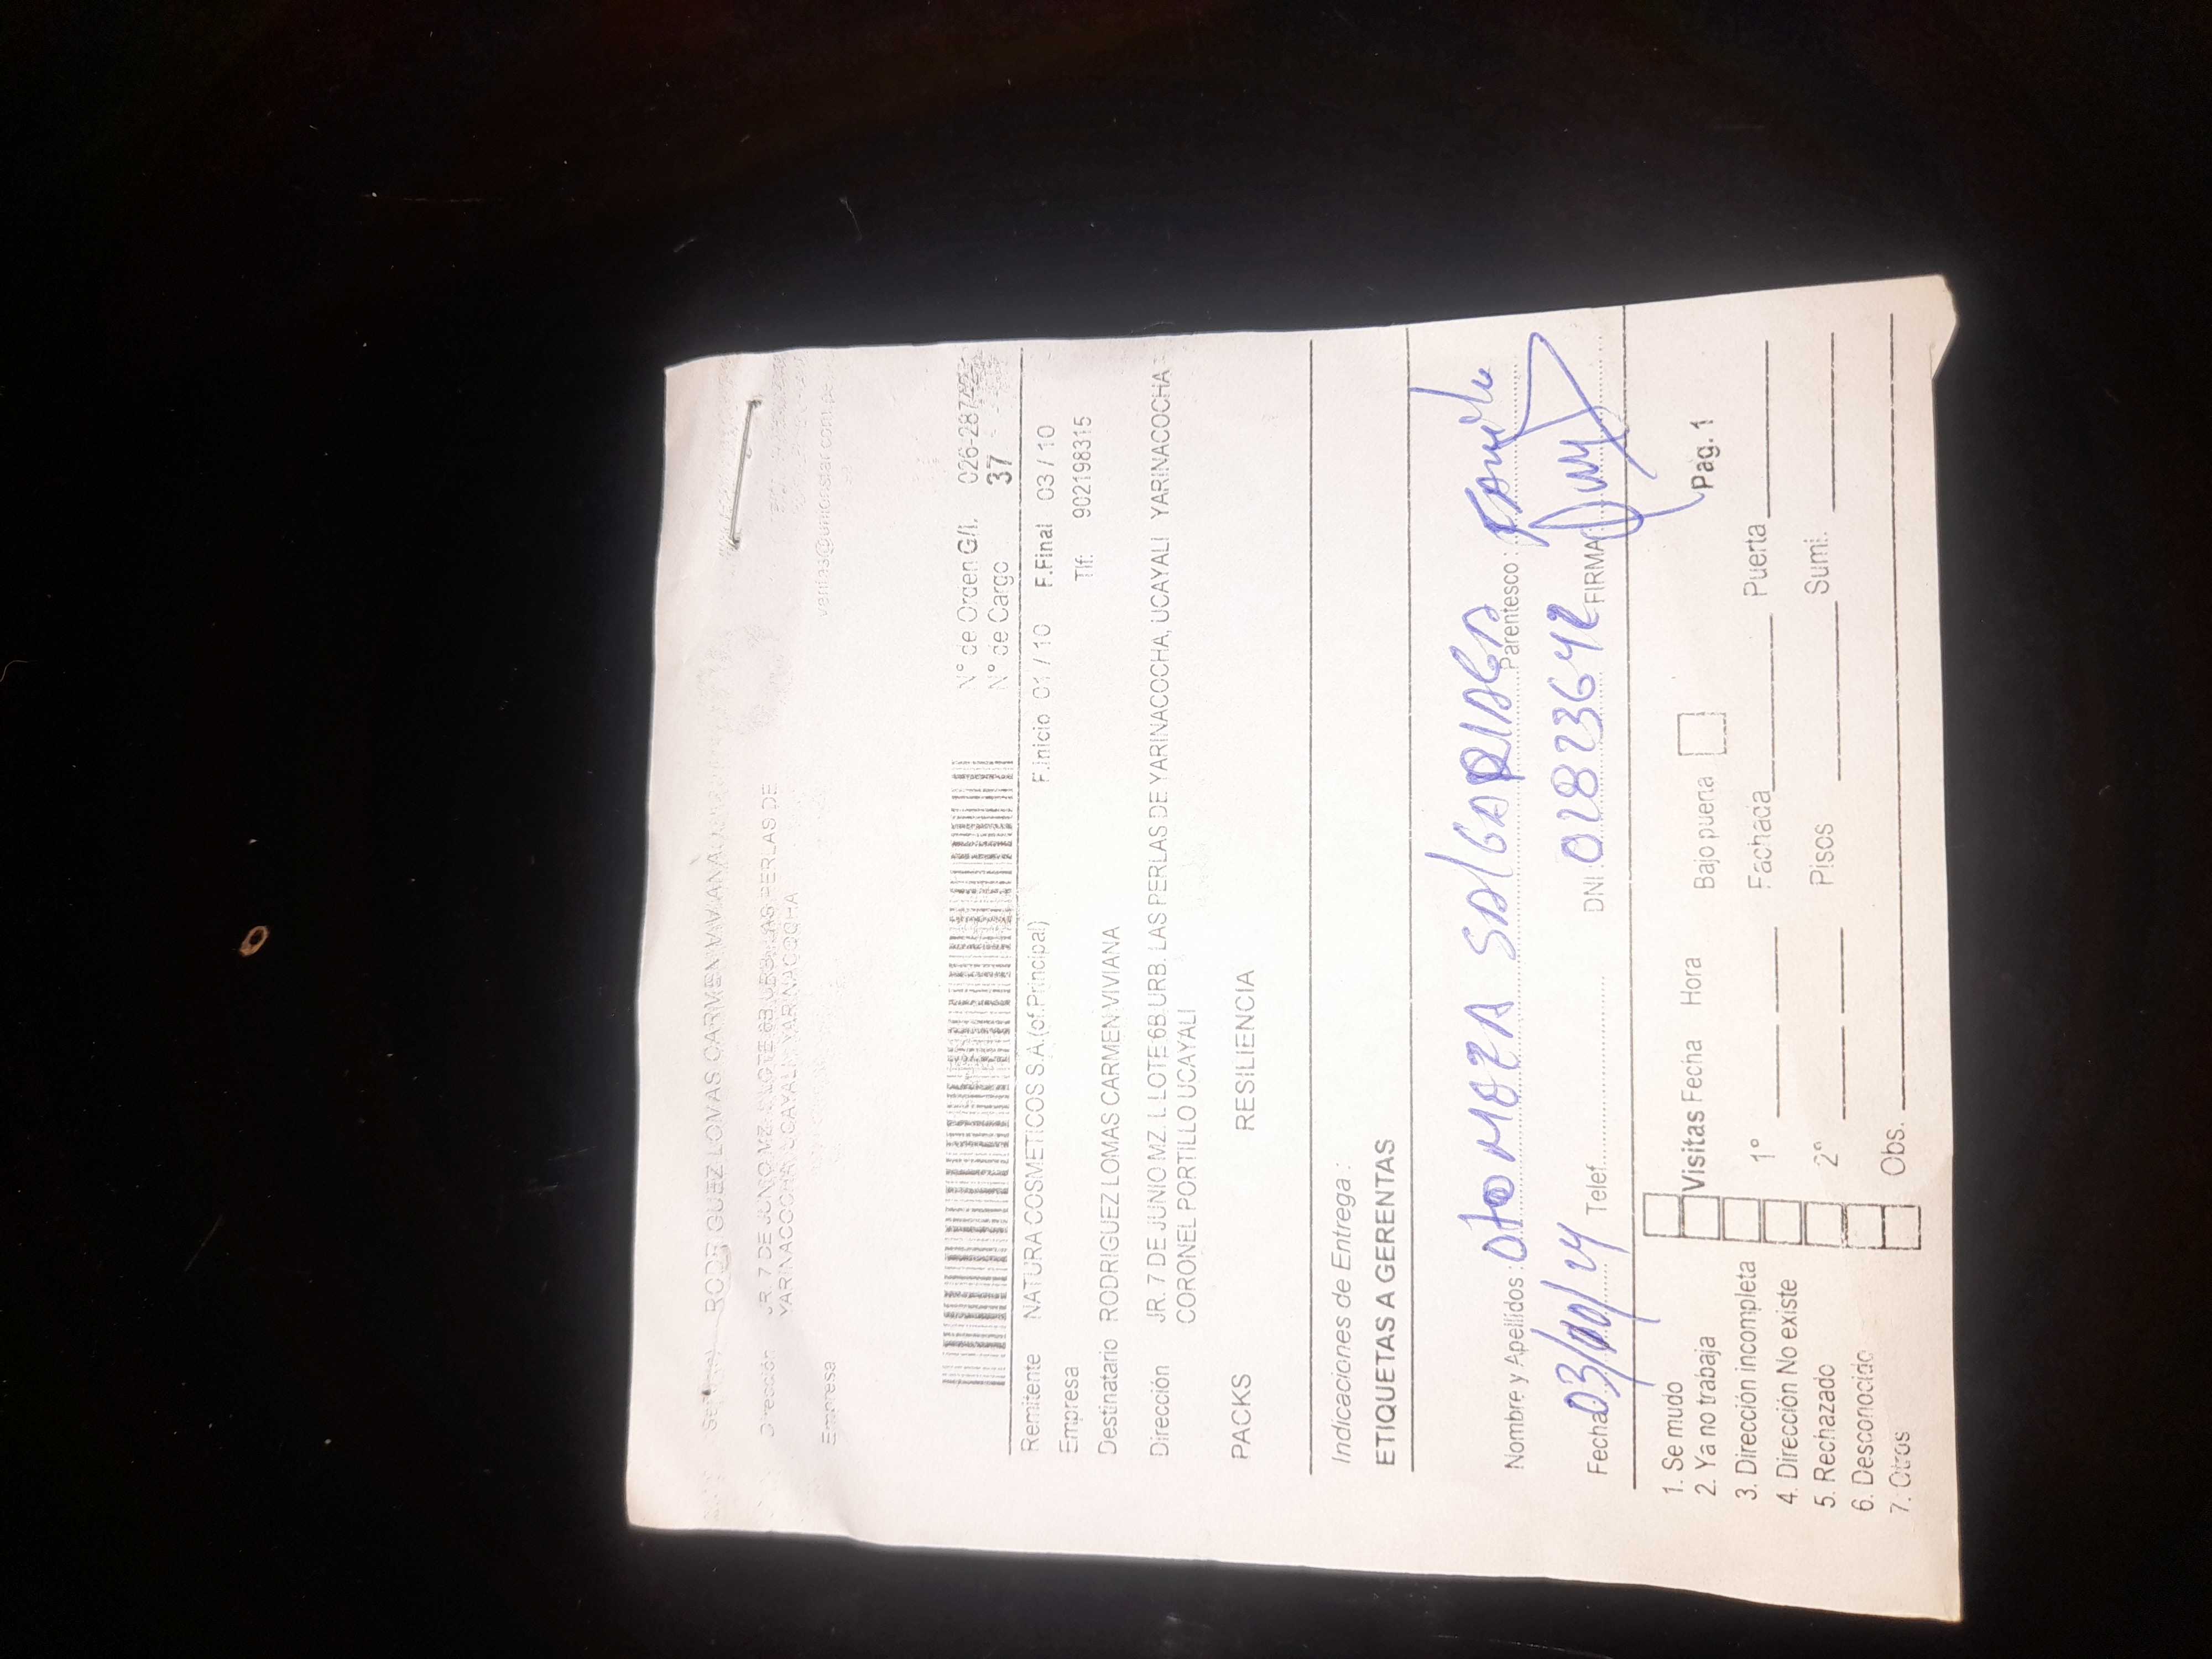 RODRIGUEZ LOMAS CARMEN VIVIANA
Dirección JR. 7 DE JUNIO MZ. I LOTE 6B URB. LAS PERLAS DE
YARINACOCHA, UCAYALI YARINACOCHA
Empresa
ventas@unionstar.com.pe
N° de Orden G/I. 026-287
N° de Cargo 37
Remitente NATURA COSMETICOS S.A.(of.Principal) F.Inicio 01 / 10 F.Final 03 / 10
Empresa Tlf: 902198315
Destinatario RODRIGUEZ LOMAS CARMEN VIVIANA
Dirección JR. 7 DE JUNIO MZ. I. LOTE 6B URB. LAS PERLAS DE YARINACOCHA, UCAYALI YARINACOCHA
CORONEL PORTILLO UCAYALI
PACKS RESILIENCIA
Indicaciones de Entrega :
ETIQUETAS A GERENTAS
Nombre y Apellidos : Parentesco :
Fecha 03/10/24 Telef. DNI 02823642 FIRMA
1. Se mudo
2. Ya no trabaja Visitas Fecha Hora Bajo puerta Pag. 1
3. Dirección incompleta 1° Fachada Puerta
4. Dirección No existe
5. Rechazado 2° Pisos Sumi.
6. Desconocido
7. Otros Obs.